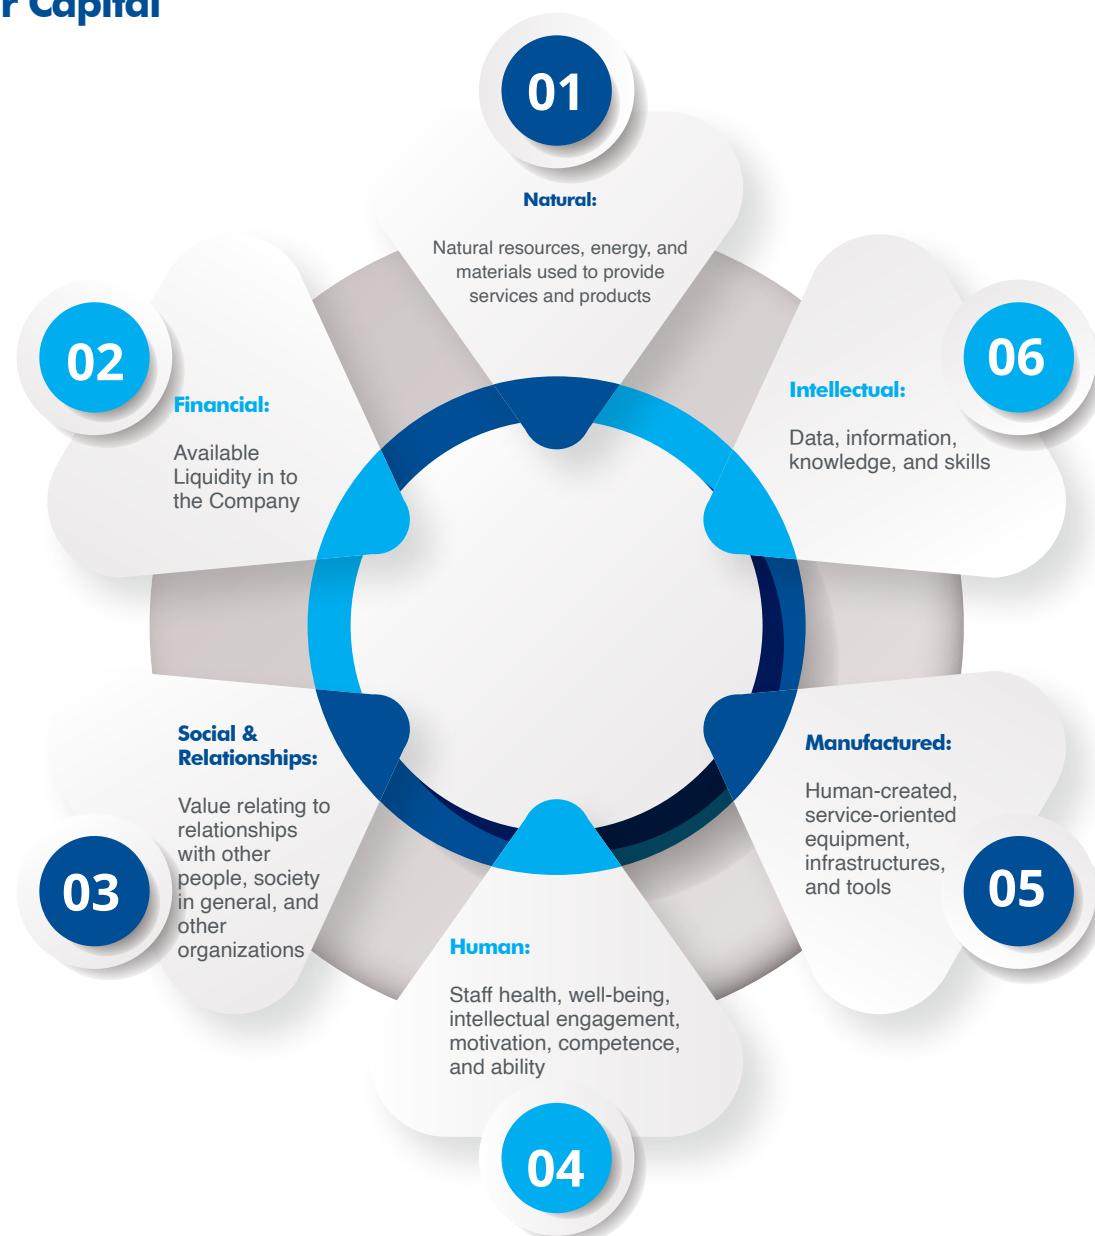 r Capital
01
Natural:
Natural resources, energy, and
materials used to provide
services and products
02
Financial:
Available
Liquidity in to
the Company
03
Social &
Relationships:
Value relating to
relationships
with other
people, society
in general, and
other
organizations
04
Human:
Staff health, well-being,
intellectual engagement,
motivation, competence,
and ability
05
Manufactured:
Human-created,
service-oriented
equipment,
infrastructures,
and tools
06
Intellectual:
Data, information,
knowledge, and skills